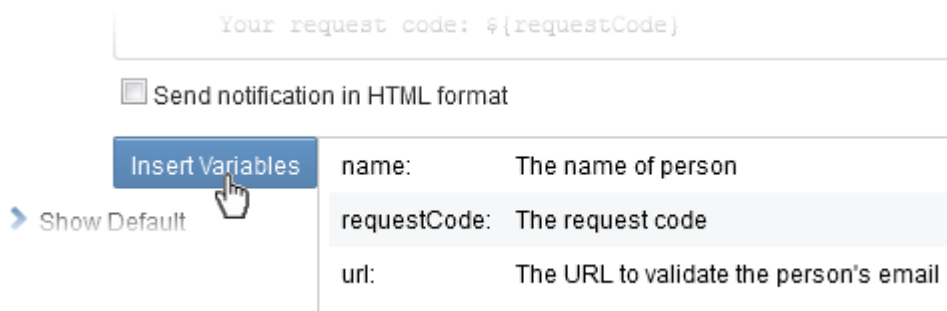 Your request code: ${requestCode}
Send notification in HTML format
Insert Variables
name: The name of person
requestCode: The request code
url: The URL to validate the person's email
Show Default